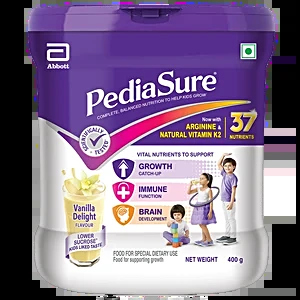 Abbott
PediaSure
COMPLETE, BALANCED NUTRITION TO HELP KIDS GROW
Now with
ARGININE &
NATURAL VITAMIN K2
37
NUTRIENTS
SCIENTIFICALLY
TESTED
VITAL NUTRIENTS TO SUPPORT
GROWTH
CATCH-UP
IMMUNE
FUNCTION
BRAIN
DEVELOPMENT
Vanilla
Delight
FLAVOUR
LOWER
SUCROSE
KIDS LIKED TASTE
FOOD FOR SPECIAL DIETARY USE
Food for supporting growth
NET WEIGHT
400 g